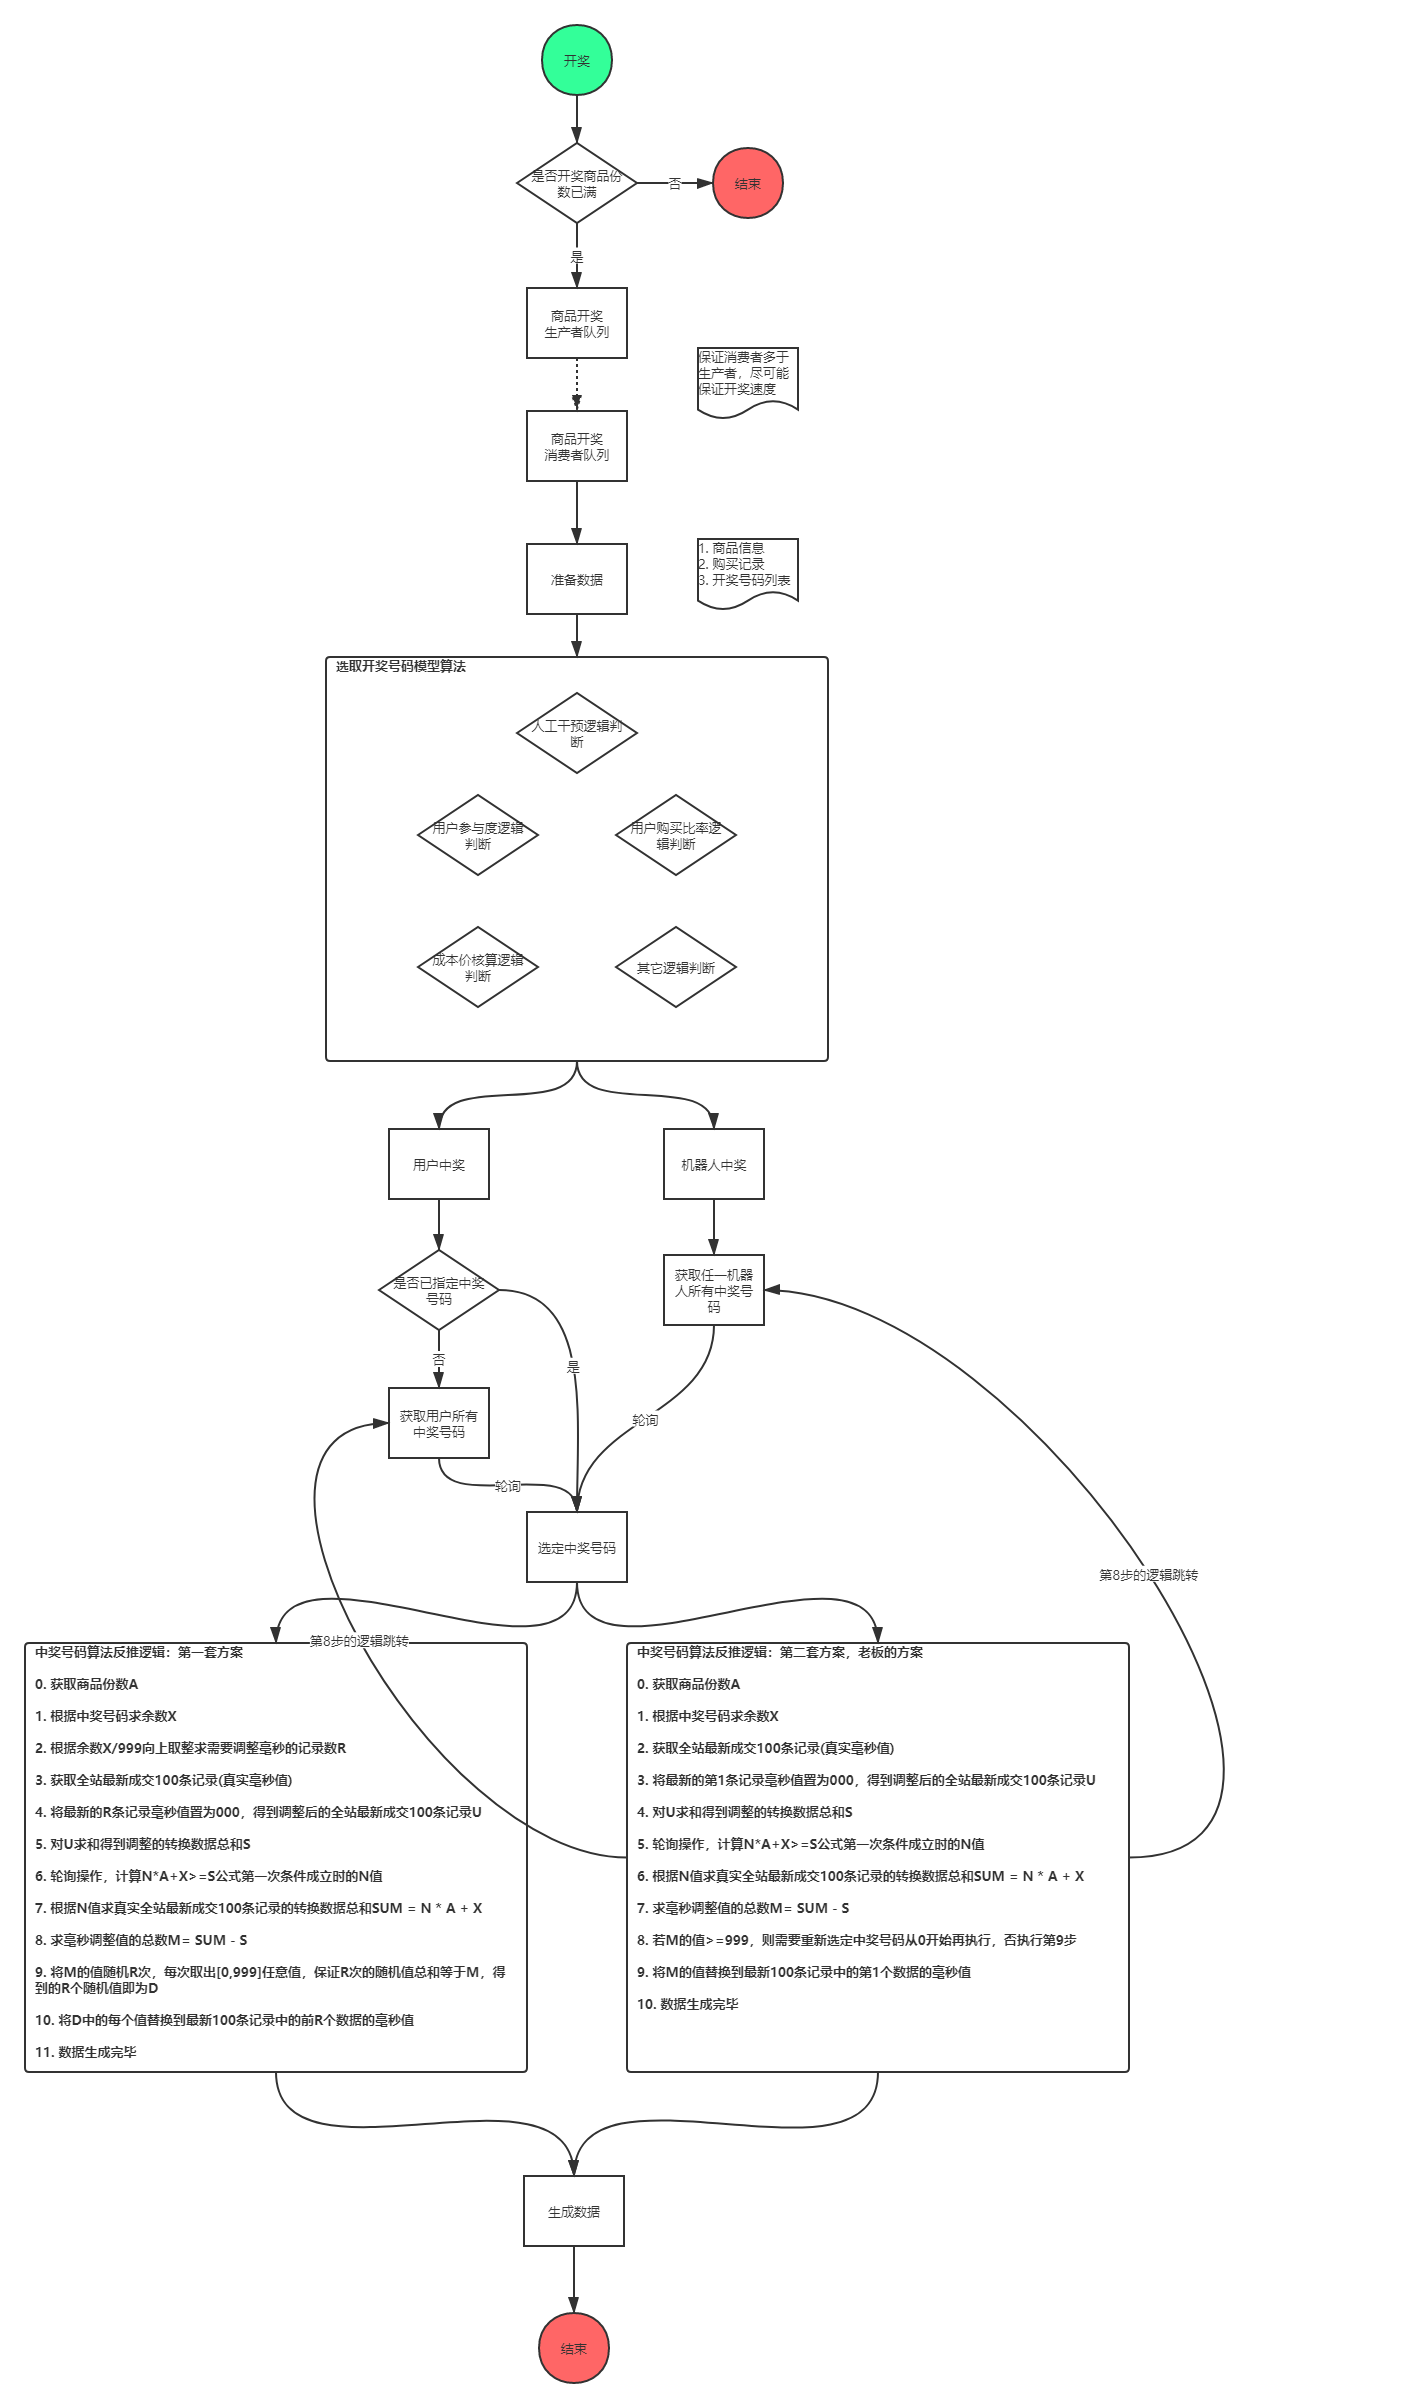 开奖
是否开奖商品份
数已满
否
结束
是
商品开奖
生产者队列
保证消费者多于
生产者，尽可能
保证开奖速度
商品开奖
消费者队列
1. 商品信息
2. 购买记录
3. 开奖号码列表
准备数据
选取开奖号码模型算法
人工干预逻辑判
断
用户参与度逻辑
判断
用户购买比率逻
辑判断
成本价核算逻辑
判断
其它逻辑判断
用户中奖
机器人中奖
是否已指定中奖
号码
获取任一机器
人所有中奖号
码
否
是
获取用户所有
中奖号码
轮询
轮询
选定中奖号码
第8步的逻辑跳转
第8步的逻辑跳转
中奖号码算法反推逻辑：第一套方案
0. 获取商品份数A
1. 根据中奖号码求余数X
2. 根据余数X/999向上取整求需要调整毫秒的记录数R
3. 获取全站最新成交100条记录(真实毫秒值)
4. 将最新的R条记录毫秒值置为000，得到调整后的全站最新成交100条记录U
5. 对U求和得到调整的转换数据总和S
6. 轮询操作，计算N*A+X>=S公式第一次条件成立时的N值
7. 根据N值求真实全站最新成交100条记录的转换数据总和SUM = N * A + X
8. 求毫秒调整值的总数M= SUM - S
9. 将M的值随机R次，每次取出[0,999]任意值，保证R次的随机值总和等于M，得
到的R个随机值即为D
10. 将D中的每个值替换到最新100条记录中的前R个数据的毫秒值
11. 数据生成完毕
中奖号码算法反推逻辑：第二套方案，老板的方案
0. 获取商品份数A
1. 根据中奖号码求余数X
2. 获取全站最新成交100条记录(真实毫秒值)
3. 将最新的第1条记录毫秒值置为000，得到调整后的全站最新成交100条记录U
4. 对U求和得到调整的转换数据总和S
5. 轮询操作，计算N*A+X>=S公式第一次条件成立时的N值
6. 根据N值求真实全站最新成交100条记录的转换数据总和SUM = N * A + X
7. 求毫秒调整值的总数M= SUM - S
8. 若M的值>=999，则需要重新选定中奖号码从0开始再执行，否执行第9步
9. 将M的值替换到最新100条记录中的第1个数据的毫秒值
10. 数据生成完毕
生成数据
结束